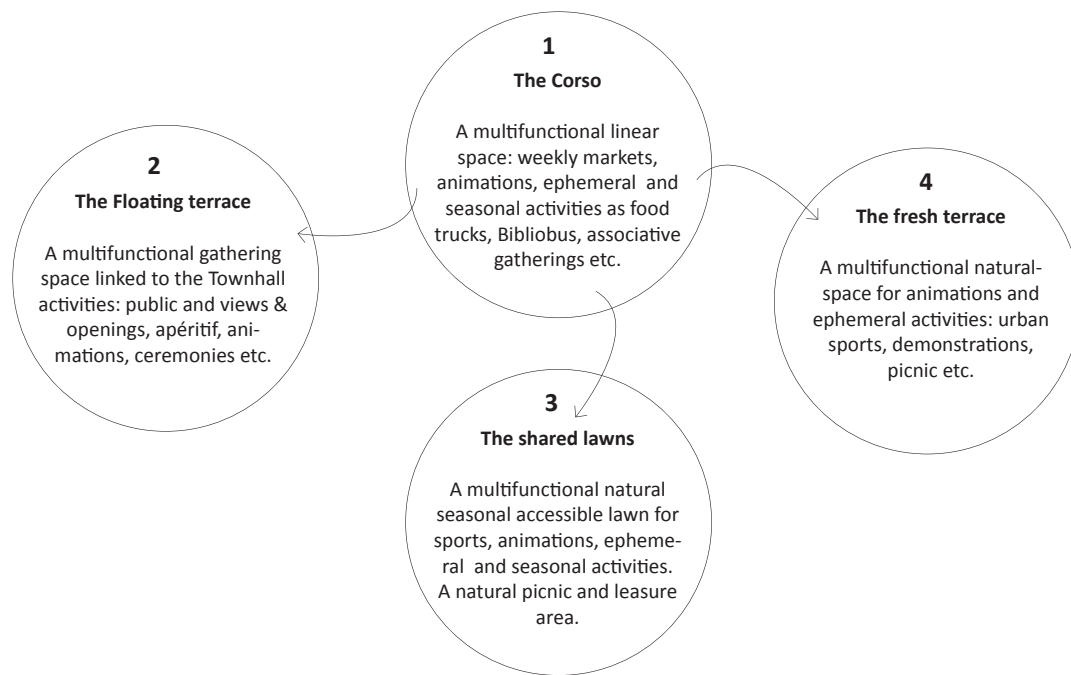 1
The Corso
A multifunctional linear
space: weekly markets,
animations, ephemeral  and
seasonal activities as food
trucks, Bibliobus, associative
gatherings etc.
2
The Floating terrace
A multifunctional gathering
space linked to the Townhall
activities: public and views &
openings, apéritif, ani-
mations, ceremonies etc.
3
The shared lawns
A multifunctional natural
seasonal accessible lawn for
sports, animations, epheme-
ral  and seasonal activities.
A natural picnic and leasure
area.
4
The fresh terrace
A multifunctional natural-
space for animations and
ephemeral activities: urban
sports, demonstrations,
picnic etc.